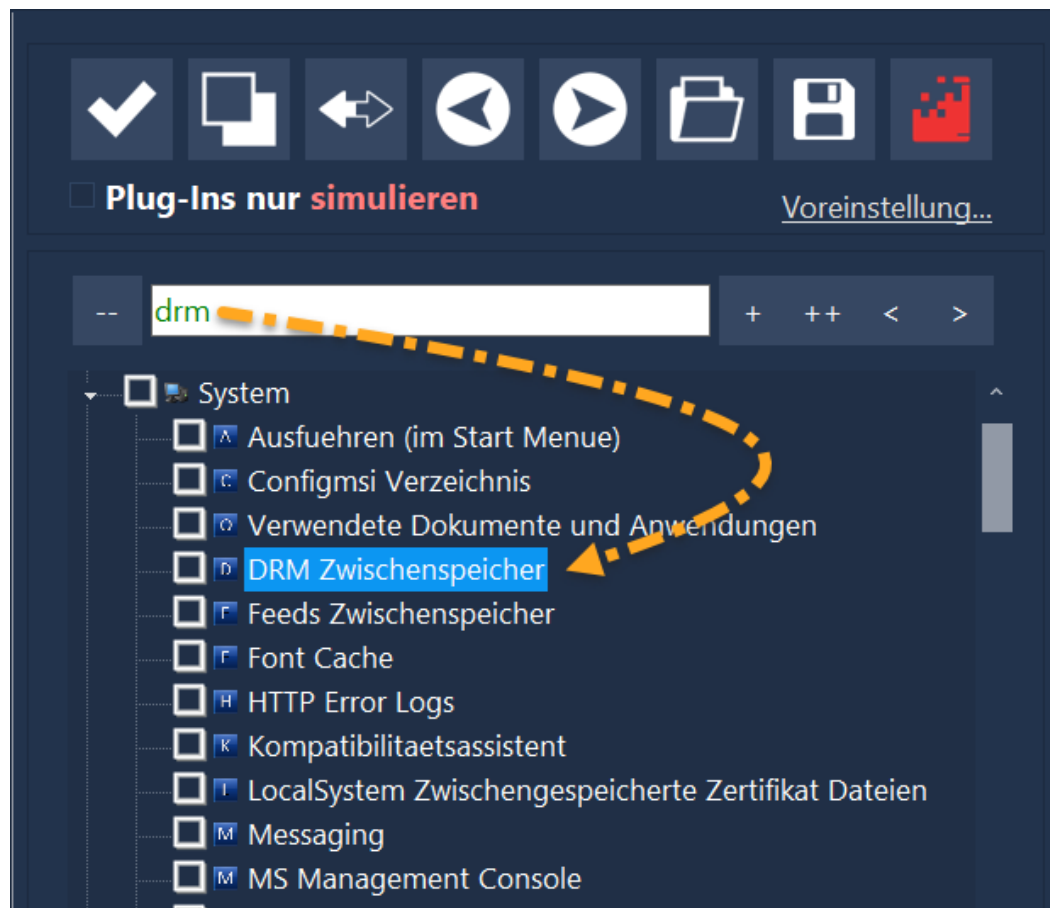 Plug-Ins nur simulieren
Voreinstellung...
-- drm + ++ < >
System
A Ausfuehren (im Start Menue)
C Configmsi Verzeichnis
O Verwendete Dokumente und Anwendungen
D DRM Zwischenspeicher
F Feeds Zwischenspeicher
F Font Cache
H HTTP Error Logs
K Kompatibilitaetsassistent
L LocalSystem Zwischengespeicherte Zertifikat Dateien
M Messaging
M MS Management Console